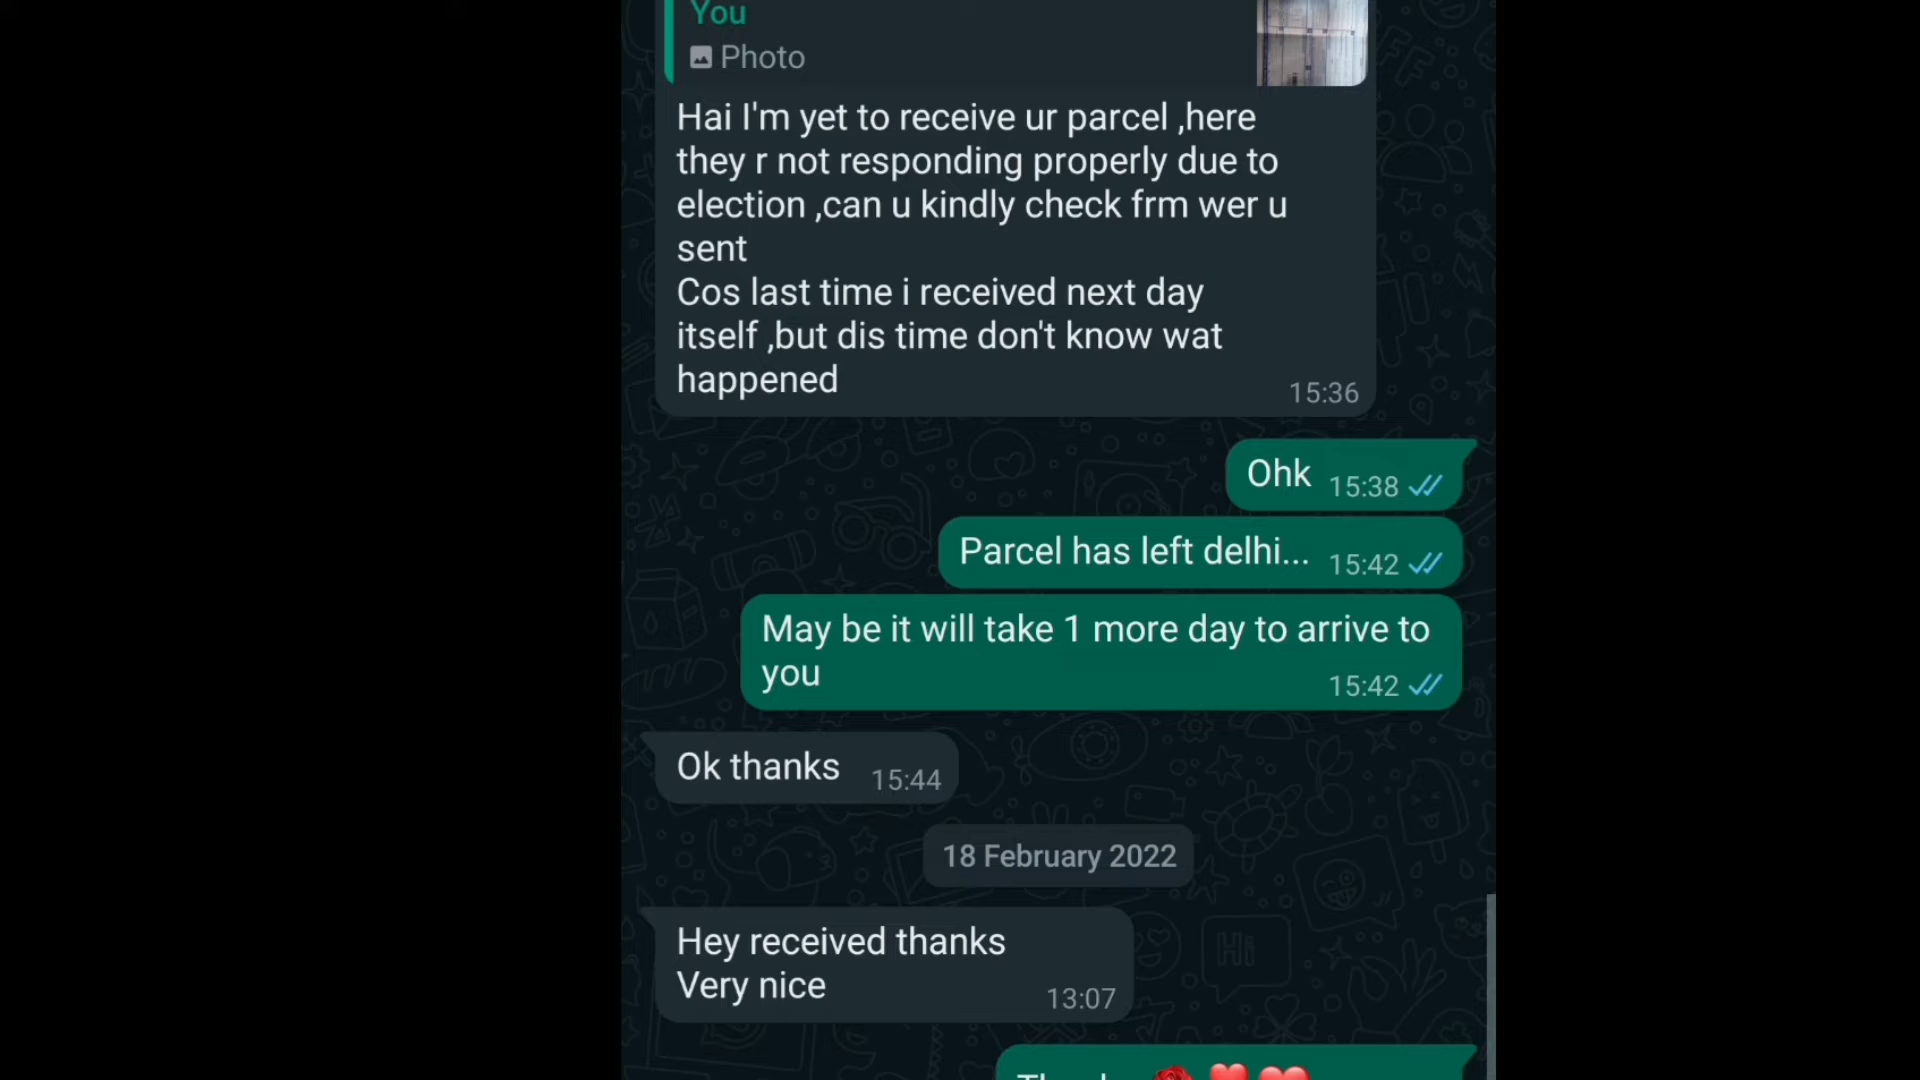 You
Photo
Hai I'm yet to receive ur parcel ,here
they r not responding properly due to
election ,can u kindly check frm wer u
sent
Cos last time i received next day
itself ,but dis time don't know wat
happened
15:36
Ohk 15:38
Parcel has left delhi... 15:42
May be it will take 1 more day to arrive to
you
15:42
Ok thanks 15:44
18 February 2022
Hey received thanks
Very nice
13:07